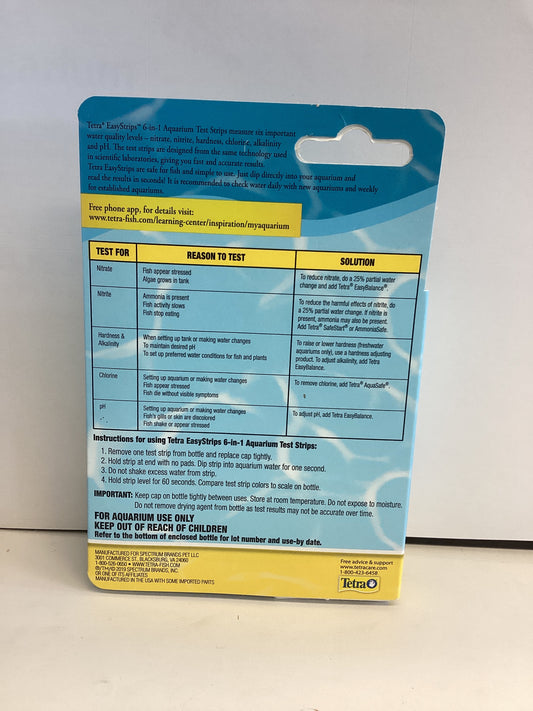 Tetra® EasyStrips™ 6-in-1 Aquarium Test Strips measure six important
water quality levels – nitrate, nitrite, hardness, chlorine, alkalinity
and pH. The test strips are designed from the same technology used
in scientific laboratories, giving you fast and accurate results.
Tetra EasyStrips are safe for fish and simple to use. Just dip directly into your aquarium and
read the results in seconds! It is recommended to check water daily with new aquariums and weekly
for established aquariums.
Free phone app, for details visit:
www.tetra-fish.com/learning-center/inspiration/myaquarium
TEST FOR REASON TO TEST SOLUTION
Nitrate
Fish appear stressed
Algae grows in tank
To reduce nitrate, do a 25% partial water
change and add Tetra® EasyBalance®.
Nitrite
Ammonia is present
Fish activity slows
Fish stop eating
To reduce the harmful effects of nitrite, do
a 25% partial water change. If nitrite is
present, ammonia may also be present.
Add Tetra® SafeStart® or AmmoniaSafe.
Hardness &
Alkalinity
When setting up tank or making water changes
To maintain desired pH
To set up preferred water conditions for fish and plants
To raise or lower hardness (freshwater
aquariums only), use a hardness adjusting
product. To adjust alkalinity, add Tetra
EasyBalance.
Chlorine
Setting up aquarium or making water changes
Fish appear stressed
Fish die without visible symptoms
To remove chlorine, add Tetra® AquaSafe®.
pH
Setting up aquarium or making water changes
Fish's gills or skin are discolored
Fish shake or appear stressed
To adjust pH, add Tetra EasyBalance.
Instructions for using Tetra EasyStrips 6-in-1 Aquarium Test Strips:
1. Remove one test strip from bottle and replace cap tightly.
2. Hold strip at end with no pads. Dip strip into aquarium water for one second.
3. Do not shake excess water from strip.
4. Hold strip level for 60 seconds. Compare test strip colors to scale on bottle.
IMPORTANT: Keep cap on bottle tightly between uses. Store at room temperature. Do not expose to moisture.
Do not remove drying agent from bottle as test results may not be accurate over time.
FOR AQUARIUM USE ONLY
KEEP OUT OF REACH OF CHILDREN
Refer to the bottom of enclosed bottle for lot number and use-by date.
MANUFACTURED FOR SPECTRUM BRANDS PET LLC
3001 COMMERCE ST., BLACKSBURG, VA 24060
1-800-526-0650 • WWW.TETRA-FISH.COM
©2019 SPECTRUM BRANDS, INC.
OR ONE OF ITS AFFILIATES
MANUFACTURED IN THE USA WITH SOME IMPORTED PARTS
Free advice & support
www.tetracare.com
1-800-423-6458
Tetra